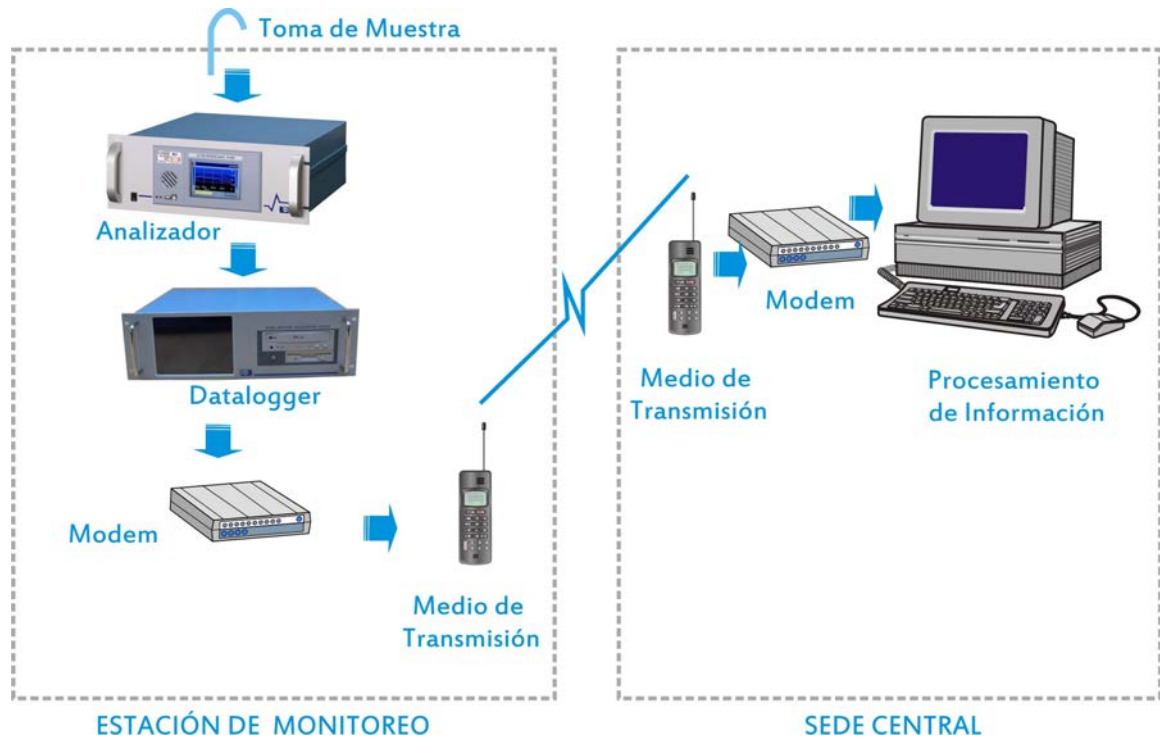 Toma de Muestra
Analizador
Datalogger
Modem
Medio de
Transmisión
ESTACIÓN DE MONITOREO
Medio de
Transmisión
Modem
Procesamiento
de Información
SEDE CENTRAL